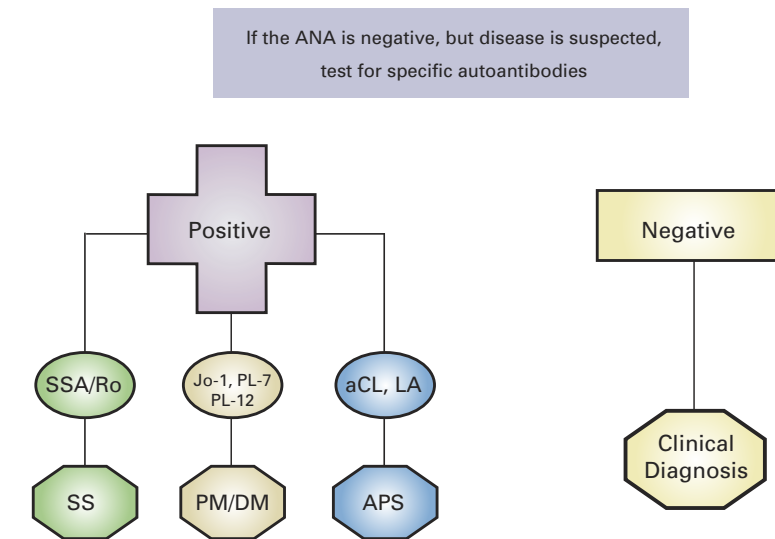 If the ANA is negative, but disease is suspected,
test for specific autoantibodies
Positive
Negative
SSA/Ro
Jo-1, PL-7
PL-12
aCL, LA
Clinical
Diagnosis
SS
PM/DM
APS